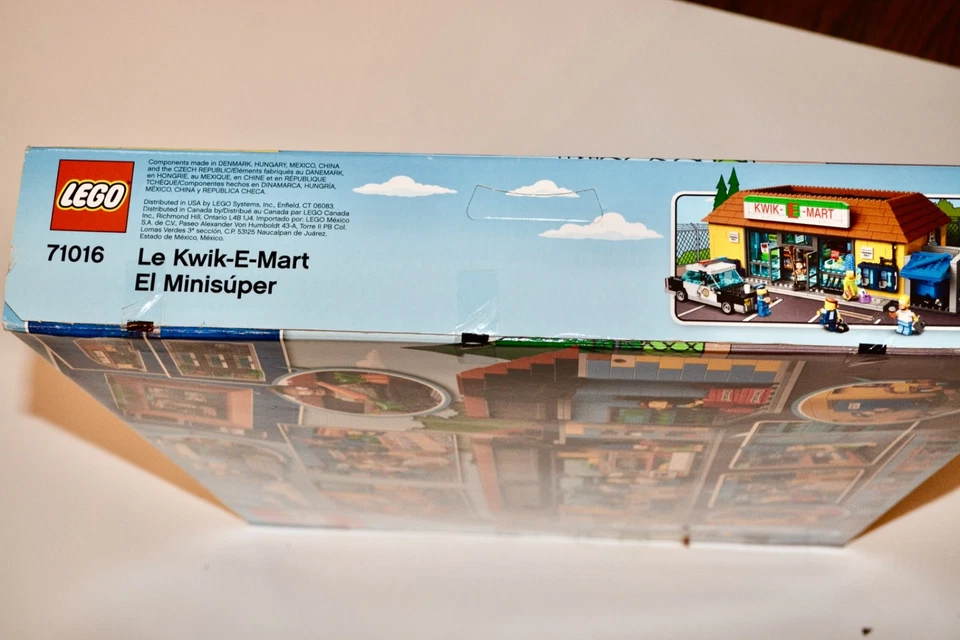 LEGO
71016
Components made in DENMARK, HUNGARY, MEXICO, CHINA
and the CZECH REPUBLIC/Éléments fabriqués au DANEMARK,
en HONGRIE, au MEXIQUE, en CHINE et en RÉPUBLIQUE
TCHÈQUE/Componentes hechos en DINAMARCA, HUNGRÍA,
MÉXICO, CHINA y REPÚBLICA CHECA.
Distributed in USA by LEGO Systems, Inc., Enfield, CT 06083.
Distributed in Canada by/Distribué au Canada par LEGO Canada
Inc., Richmond Hill, Ontario L4B 1J4. Importado por: LEGO México
S.A. de C.V., Paseo Alexander Von Humboldt 43-A, Torre II PB Col.
Lomas Verdes 3ª sección, C.P. 53125 Naucalpan de Juárez,
Estado de México, México.
Le Kwik-E-Mart
El Minisúper
KWIK-E-MART